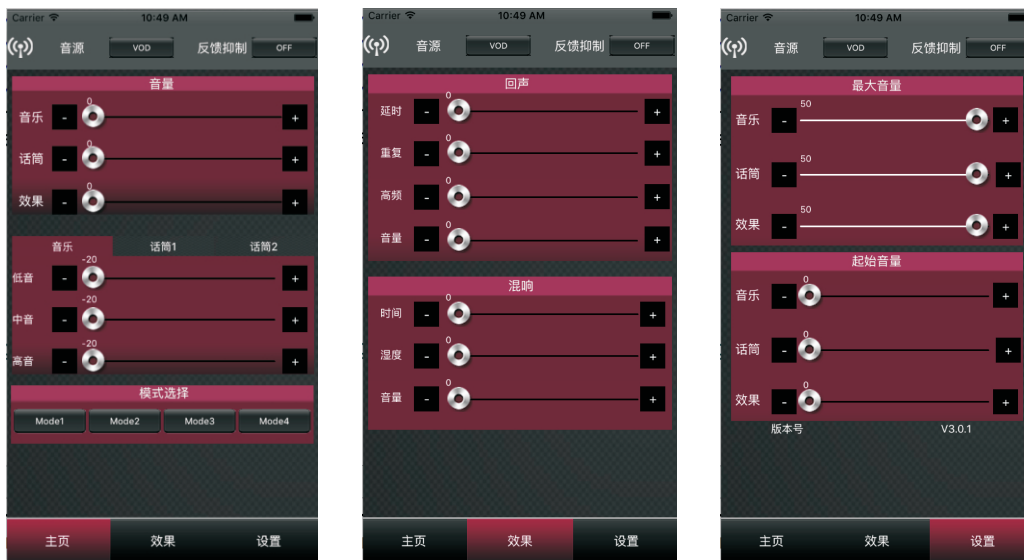 Carrier 10:49 AM
音源 VOD 反馈抑制 OFF
音量
0
音乐 - +
0
话筒 - +
0
效果 - +
音乐 话筒1 话筒2
-20
低音 - +
-20
中音 - +
-20
高音 - +
模式选择
Mode1 Mode2 Mode3 Mode4
主页 效果 设置
Carrier 10:49 AM
音源 VOD 反馈抑制 OFF
回声
0
延时 - +
0
重复 - +
0
高频 - +
0
音量 - +
混响
0
时间 - +
0
湿度 - +
0
音量 - +
主页 效果 设置
Carrier 10:49 AM
音源 VOD 反馈抑制 OFF
最大音量
50
音乐 - +
50
话筒 - +
50
效果 - +
起始音量
0
音乐 - +
0
话筒 - +
0
效果 - +
版本号 V3.0.1
主页 效果 设置